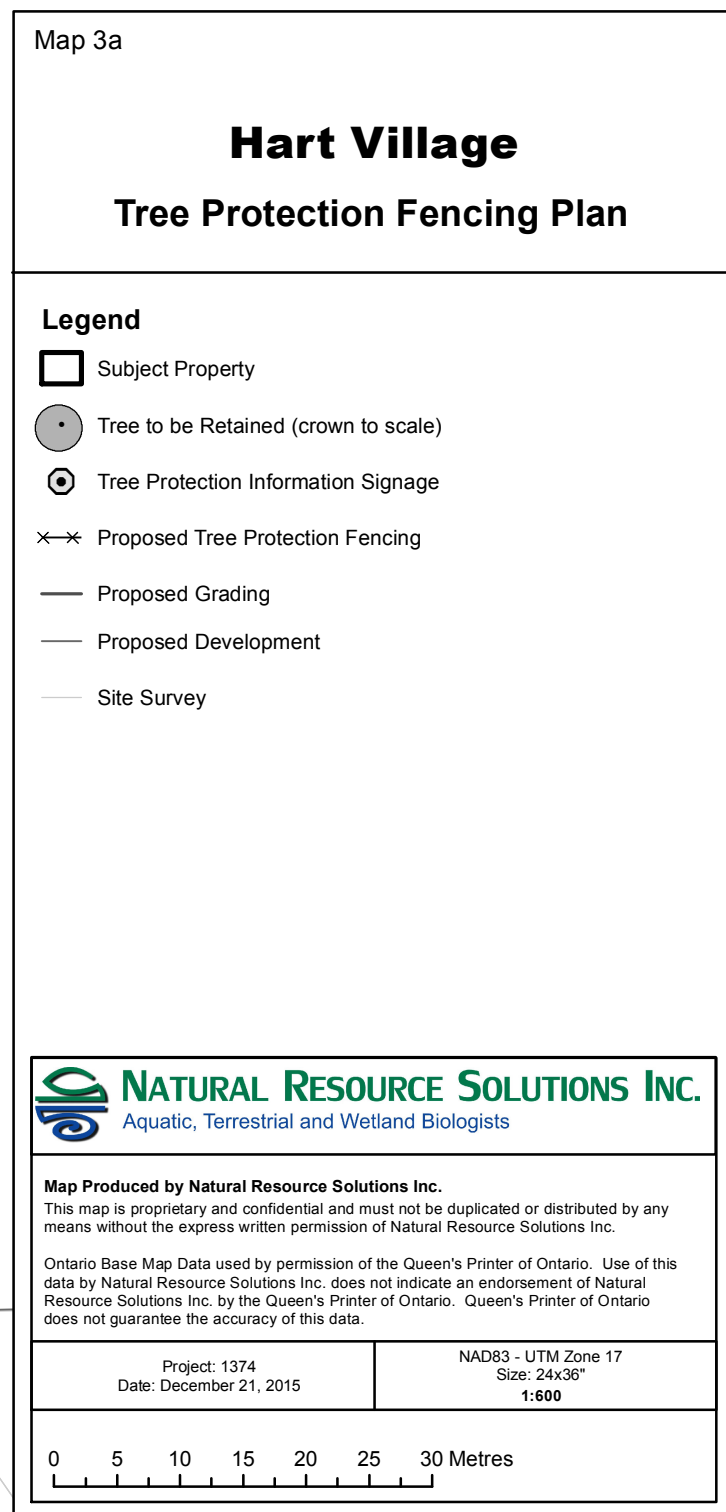 Map 3a
Hart Village
Tree Protection Fencing Plan
Legend
Subject Property
Tree to be Retained (crown to scale)
Tree Protection Information Signage
Proposed Tree Protection Fencing
Proposed Grading
Proposed Development
Site Survey
NATURAL RESOURCE SOLUTIONS INC.
Aquatic, Terrestrial and Wetland Biologists
Map Produced by Natural Resource Solutions Inc.
This map is proprietary and confidential and must not be duplicated or distributed by any
means without the express written permission of Natural Resource Solutions Inc.
Ontario Base Map Data used by permission of the Queen's Printer of Ontario. Use of this
data by Natural Resource Solutions Inc. does not indicate an endorsement of Natural
Resource Solutions Inc. by the Queen's Printer of Ontario. Queen's Printer of Ontario
does not guarantee the accuracy of this data.
Project: 1374
Date: December 21, 2015
NAD83 - UTM Zone 17
Size: 24x36"
1:600
0 5 10 15 20 25 30 Metres